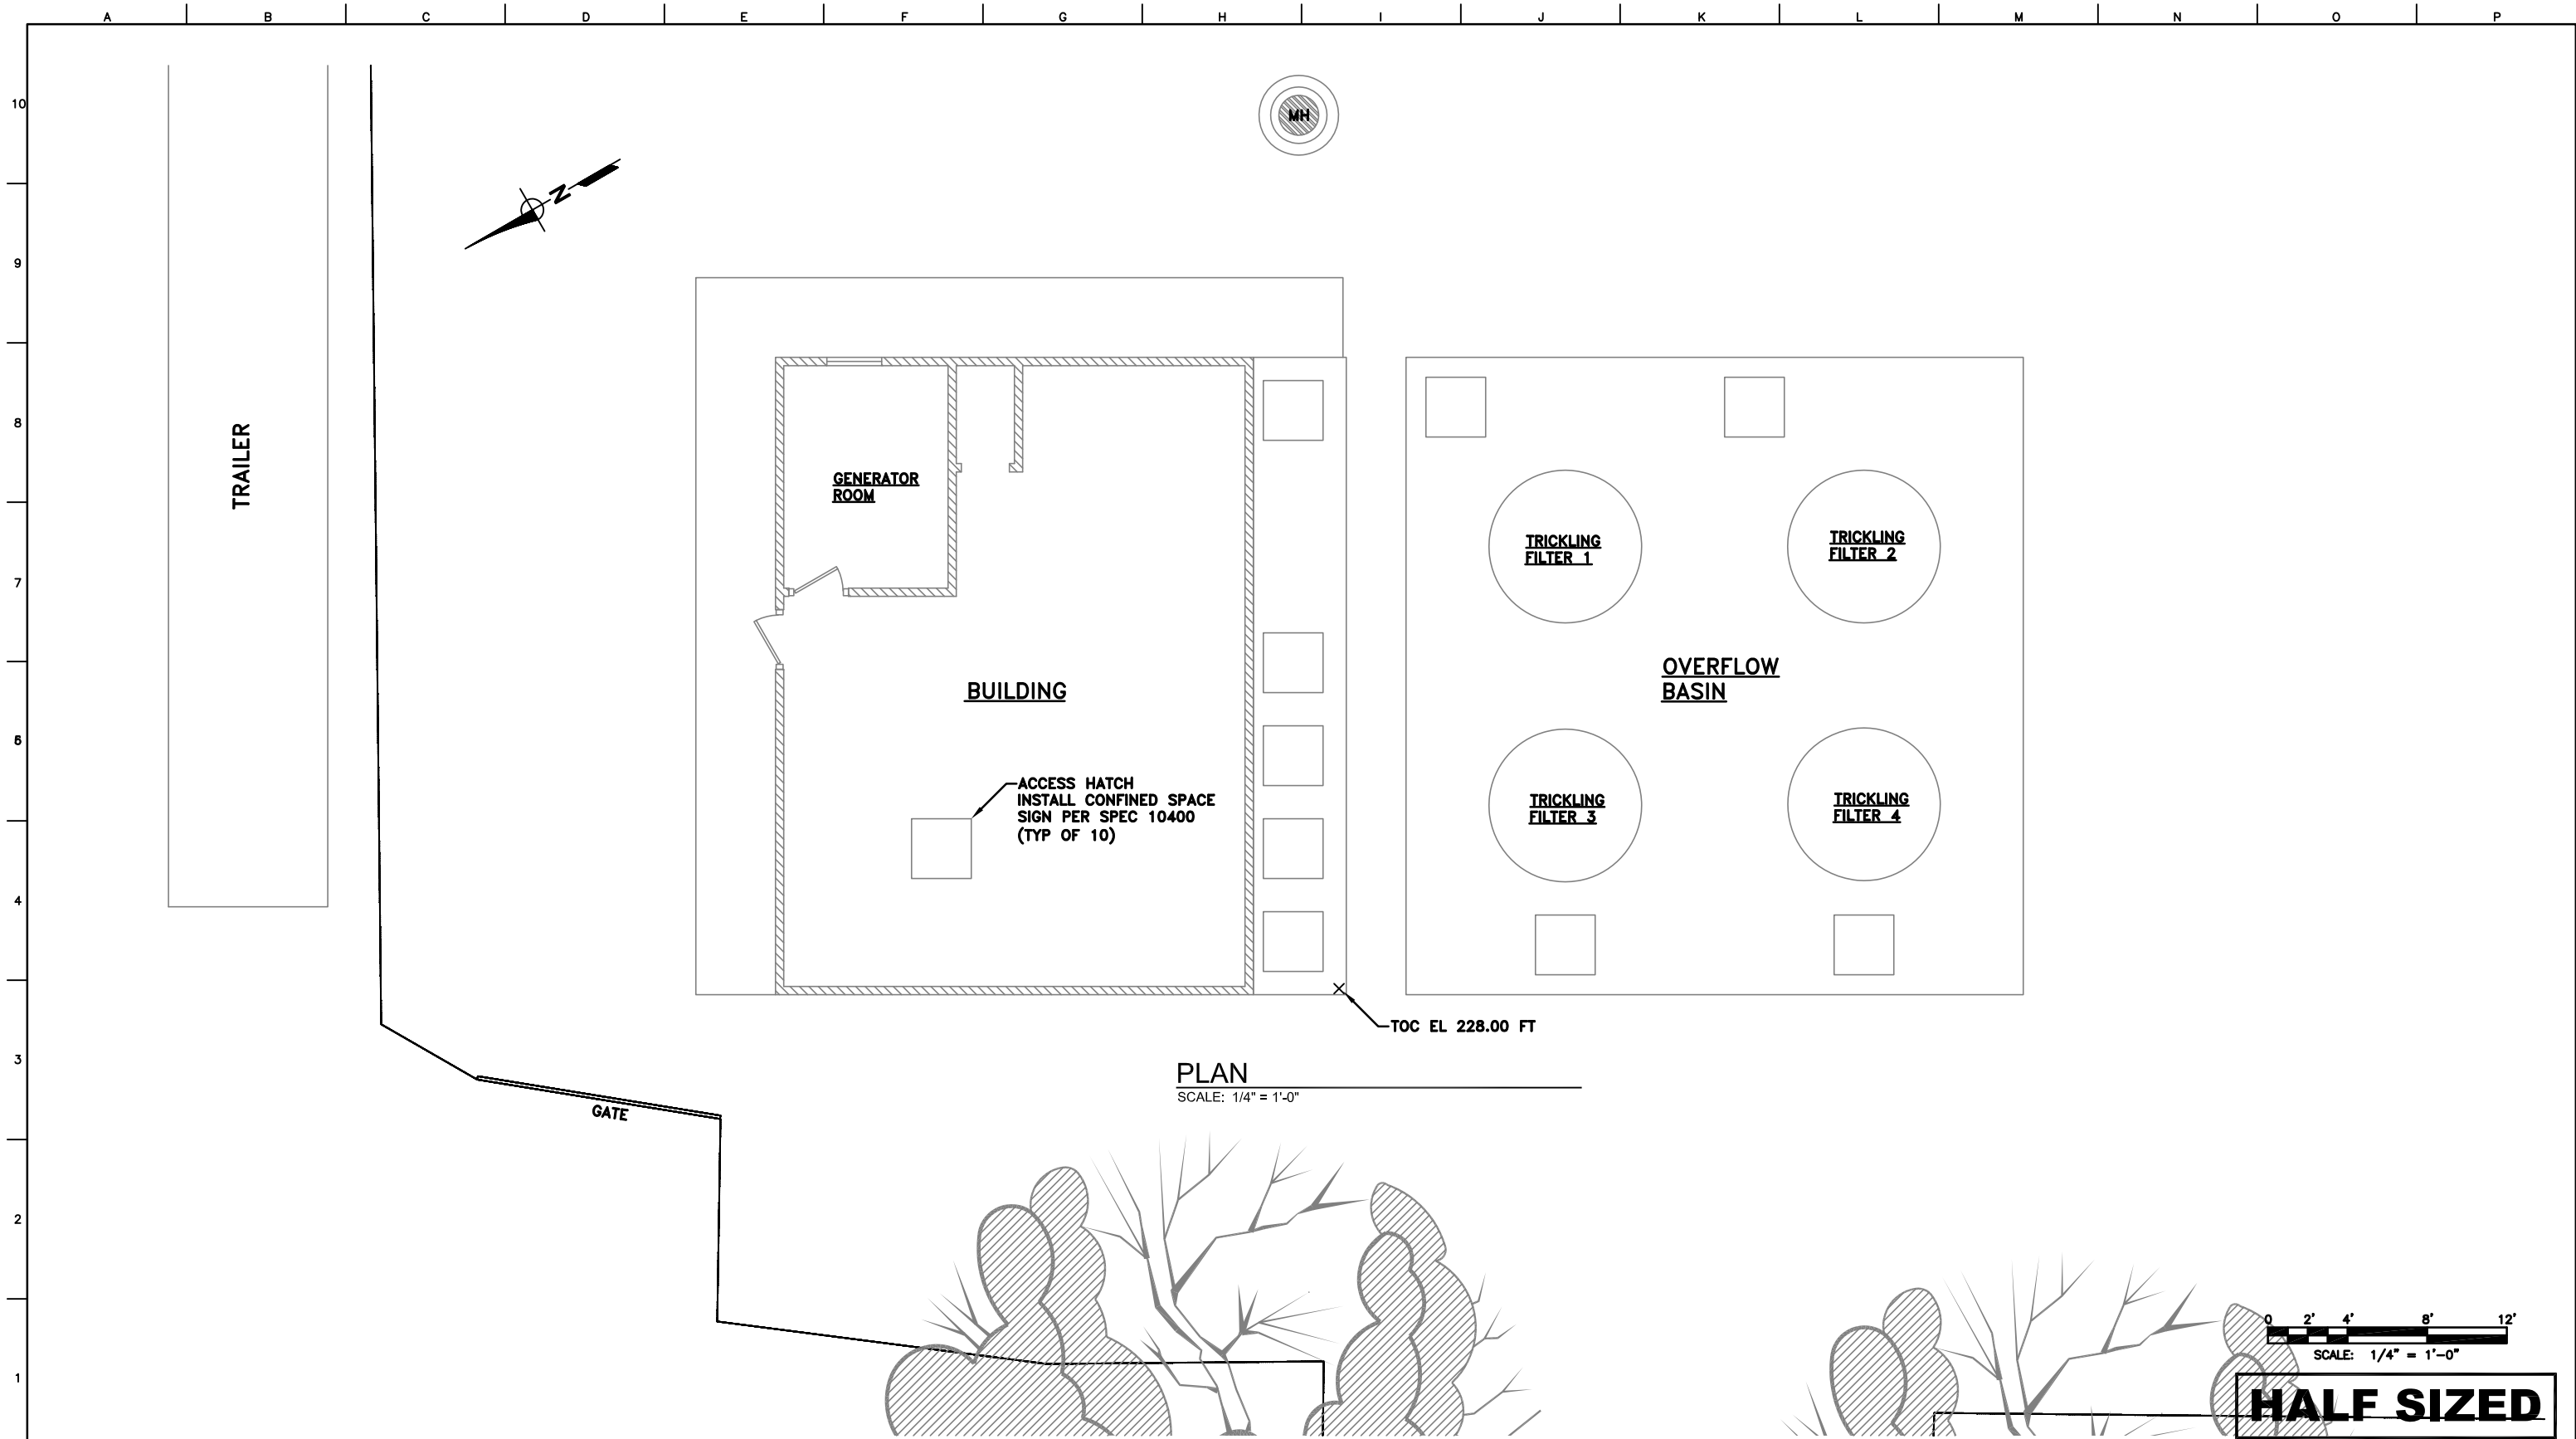 A B C D E F G H I J K L M N O P
10
MH
N
9
8
TRAILER
GENERATOR
ROOM
TRICKLING
FILTER 1
TRICKLING
FILTER 2
7
OVERFLOW
BASIN
BUILDING
ACCESS HATCH
INSTALL CONFINED SPACE
SIGN PER SPEC 10400
(TYP OF 10)
TRICKLING
FILTER 3
TRICKLING
FILTER 4
4
TOC EL 228.00 FT
3
PLAN
SCALE: 1/4" = 1'-0"
GATE
2
0 2' 4' 8' 12'
SCALE: 1/4" = 1'-0"
1
HALF SIZED